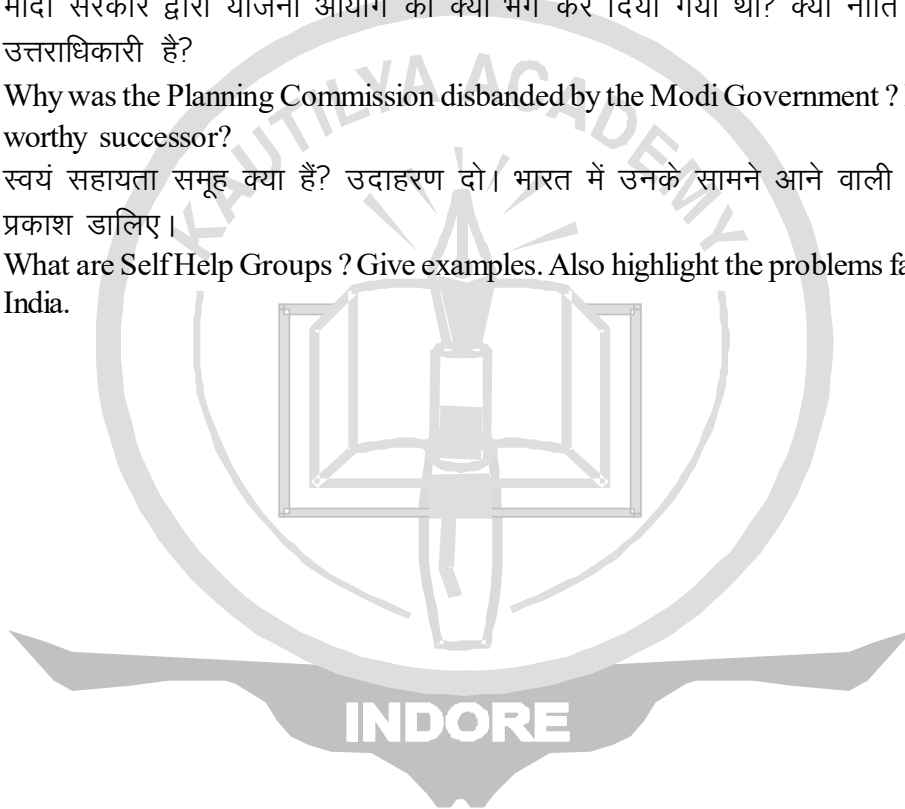 मोदी सरकार द्वारा योजना आयोग को क्यों भंग कर दिया गया था? क्या नीति
उत्तराधिकारी है?
Why was the Planning Commission disbanded by the Modi Government ?
worthy successor?
स्वयं सहायता समूह क्या हैं? उदाहरण दो। भारत में उनके सामने आने वाली
प्रकाश डालिए।
What are Self Help Groups ? Give examples. Also highlight the problems
India.
KAUTILYA ACADEMY
INDORE